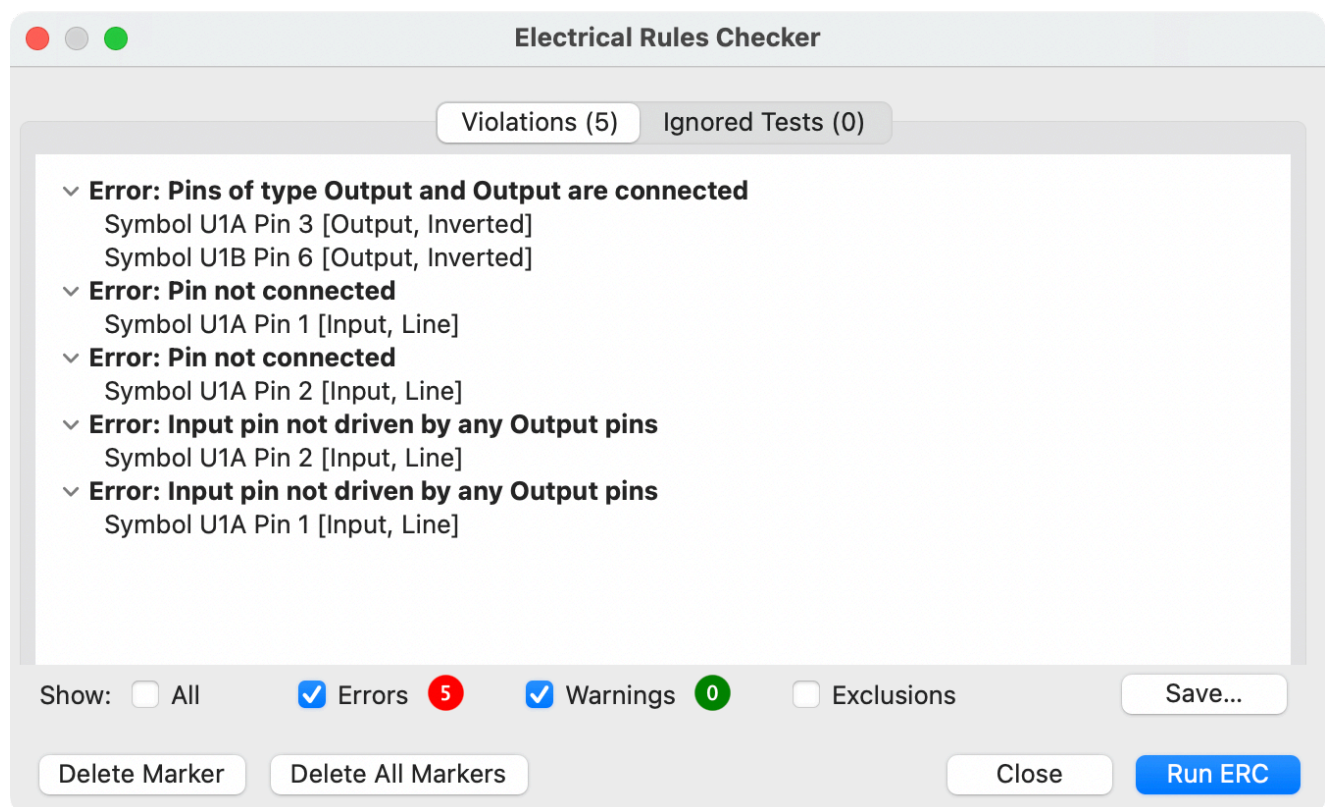 Electrical Rules Checker
Violations (5) Ignored Tests (0)
Error: Pins of type Output and Output are connected
Symbol U1A Pin 3 [Output, Inverted]
Symbol U1B Pin 6 [Output, Inverted]
Error: Pin not connected
Symbol U1A Pin 1 [Input, Line]
Error: Pin not connected
Symbol U1A Pin 2 [Input, Line]
Error: Input pin not driven by any Output pins
Symbol U1A Pin 2 [Input, Line]
Error: Input pin not driven by any Output pins
Symbol U1A Pin 1 [Input, Line]
Show: All Errors 5 Warnings 0 Exclusions Save...
Delete Marker Delete All Markers Close Run ERC